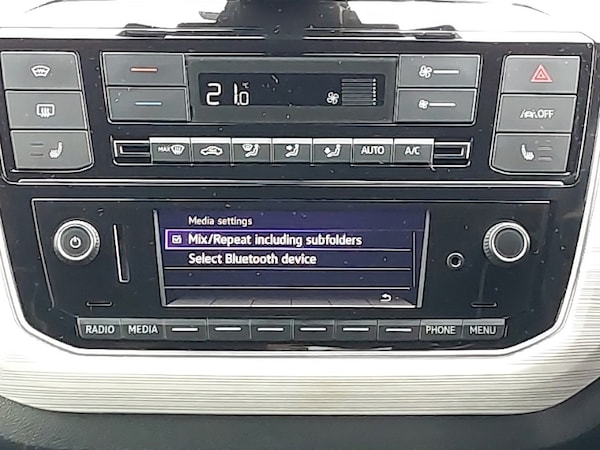 21.0 °C
OFF
MAX
AUTO
A/C
Media settings
Mix/Repeat including subfolders
Select Bluetooth device
RADIO
MEDIA
PHONE
MENU